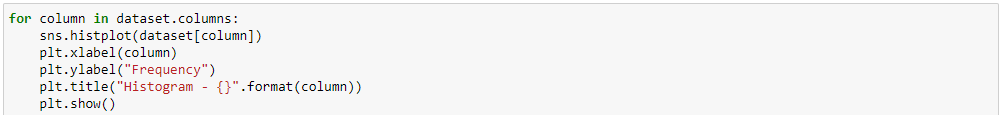 for column in dataset.columns:
    sns.histplot(dataset[column])
    plt.xlabel(column)
    plt.ylabel("Frequency")
    plt.title("Histogram - {}".format(column))
    plt.show()